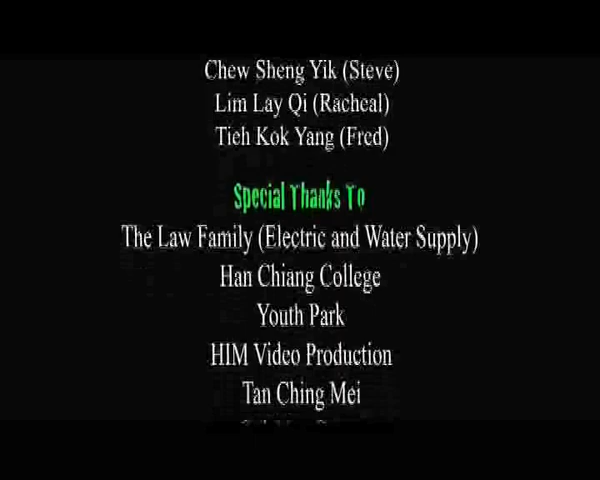 Chew Sheng Yik (Steve)
Lim Lay Qi (Racheal)
Tieh Kok Yang (Fred)
Special Thanks To
The Law Family (Electric and Water Supply)
Han Chiang College
Youth Park
HIM Video Production
Tan Ching Mei